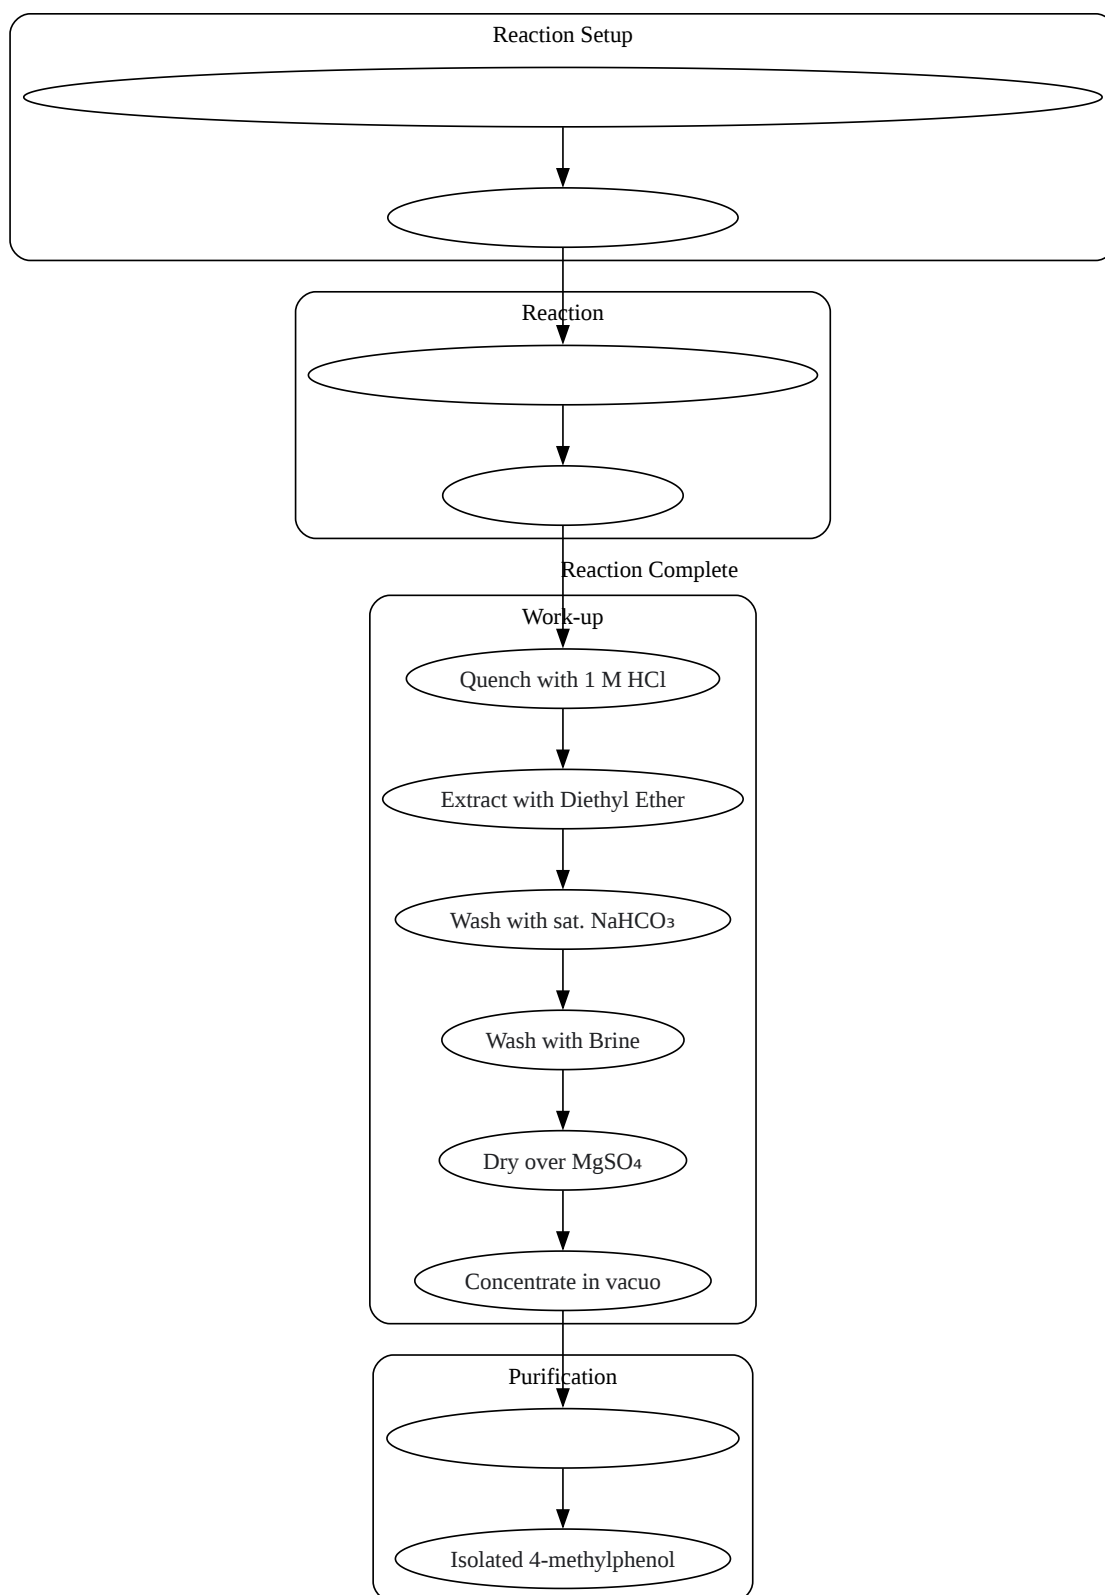 Reaction Setup
Reaction
Reaction Complete
Work-up
Quench with 1 M HCl
Extract with Diethyl Ether
Wash with sat. NaHCO₃
Wash with Brine
Dry over MgSO₄
Concentrate in vacuo
Purification
Isolated 4-methylphenol